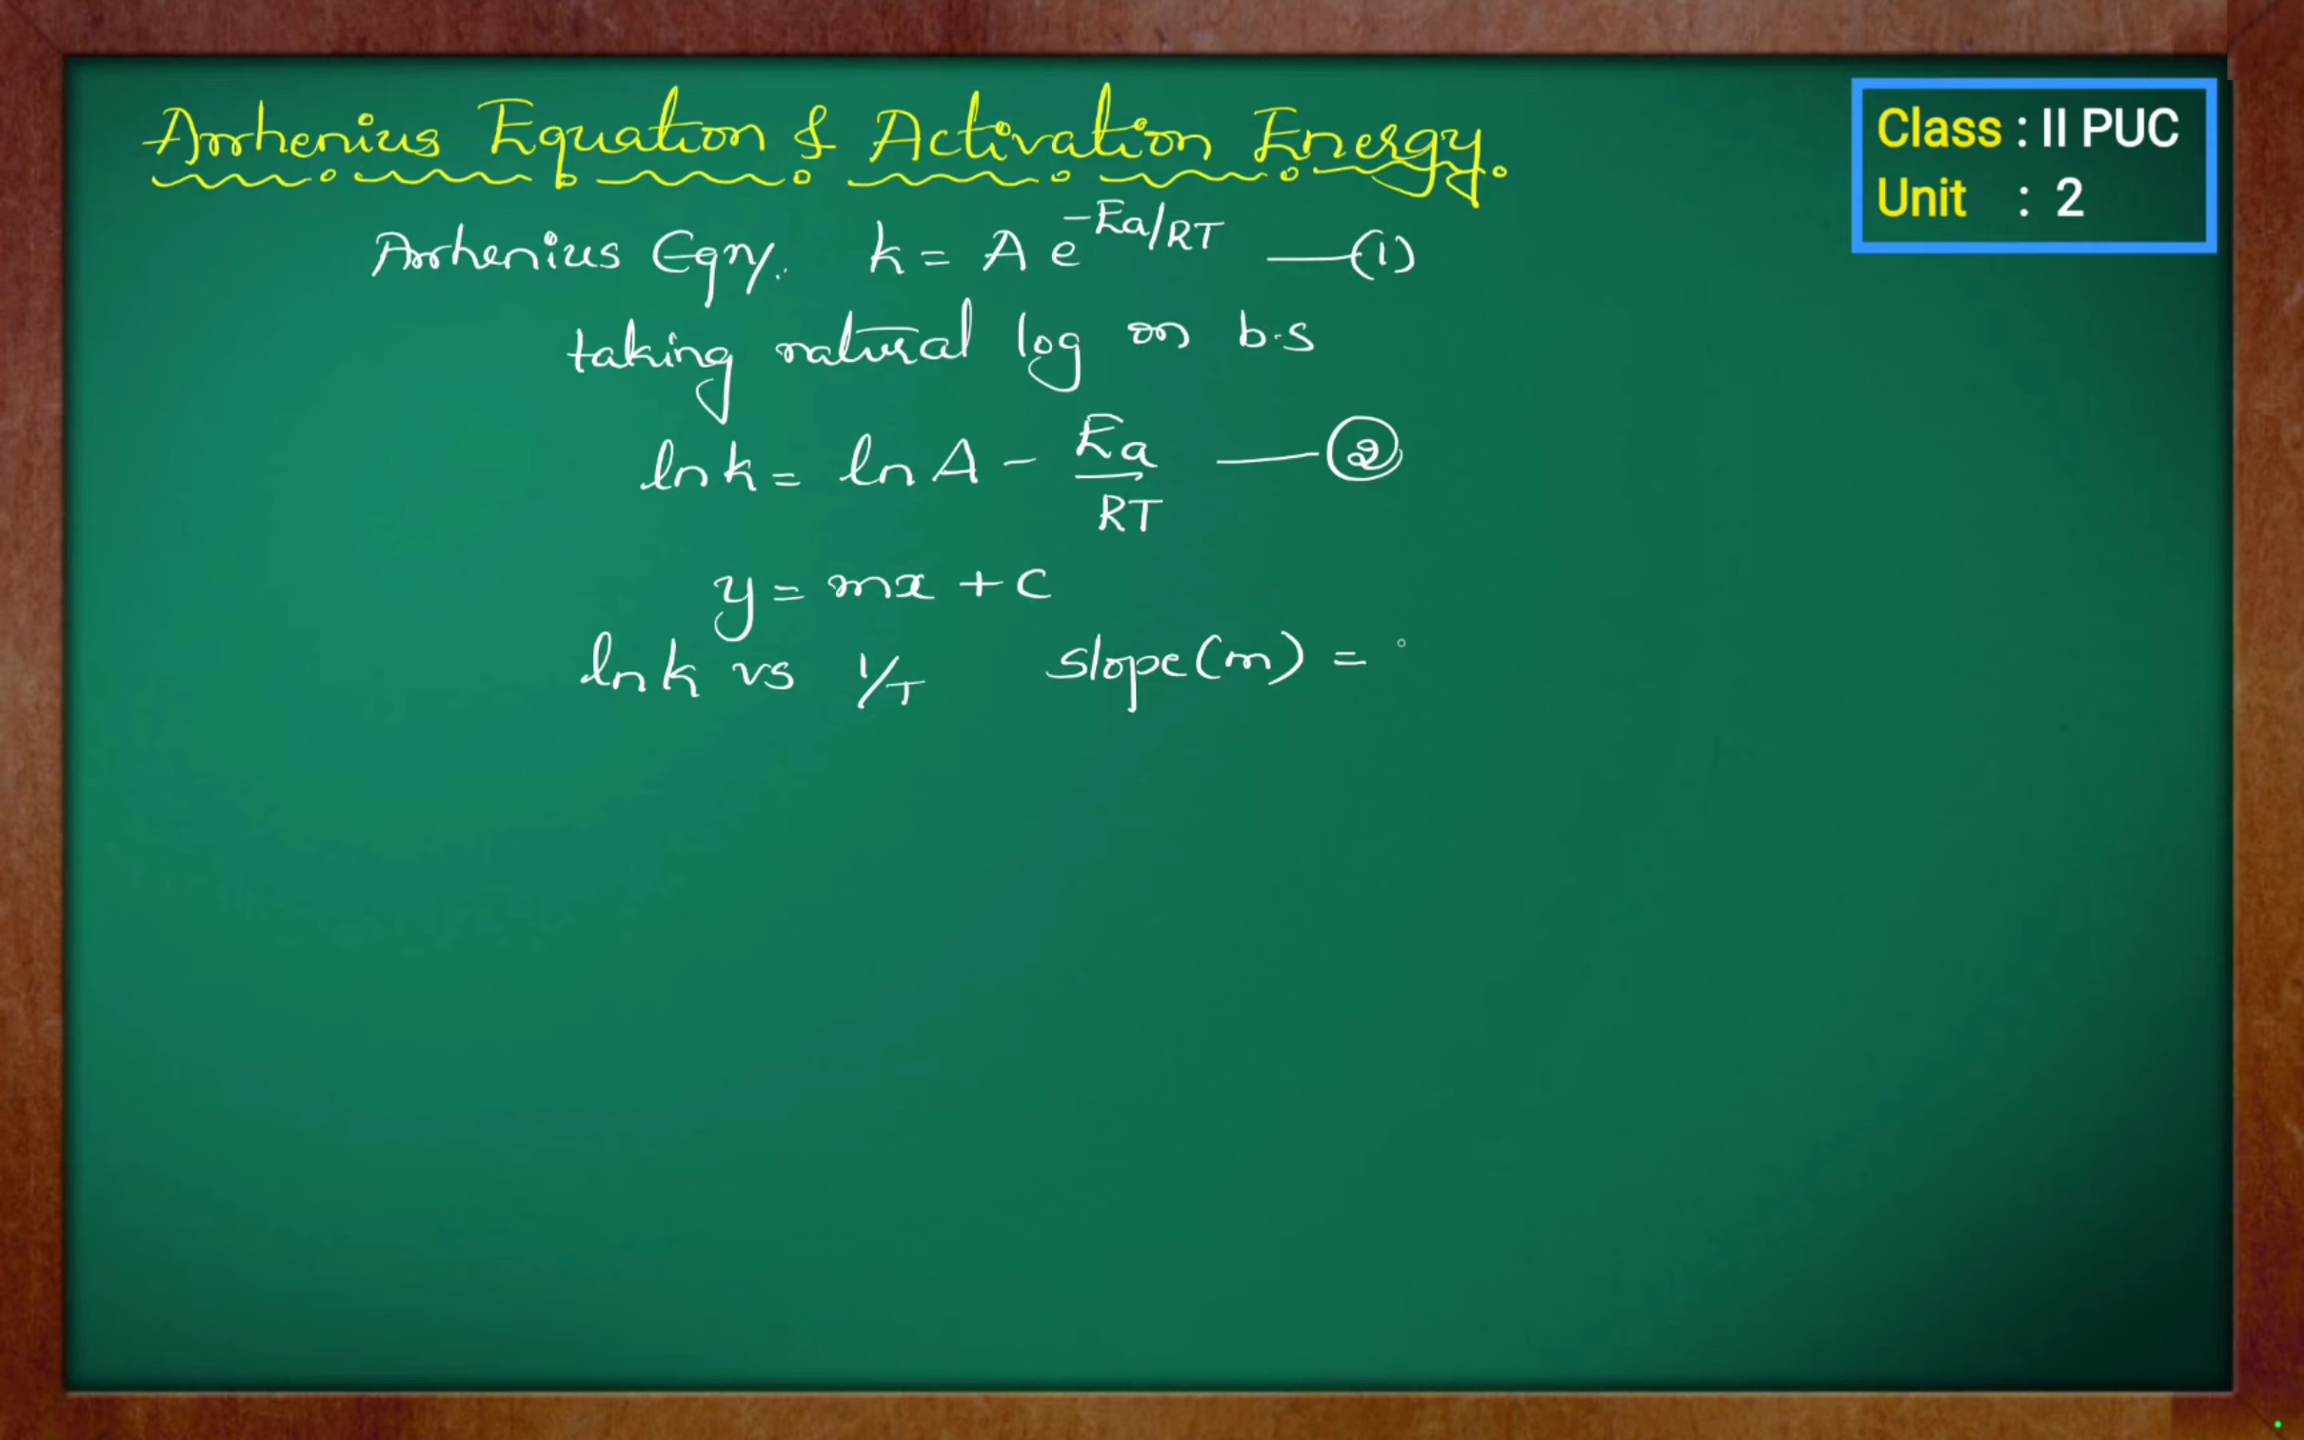 Arrhenius Equation & Activation Energy.
Class : II PUC
Unit : 2
Arrhenius Eqn. k = A e^-Ea/RT —(1)
taking natural log on b.s
ln k = ln A - Ea/RT —②
y = mx + c
ln k vs 1/T slope(m) =